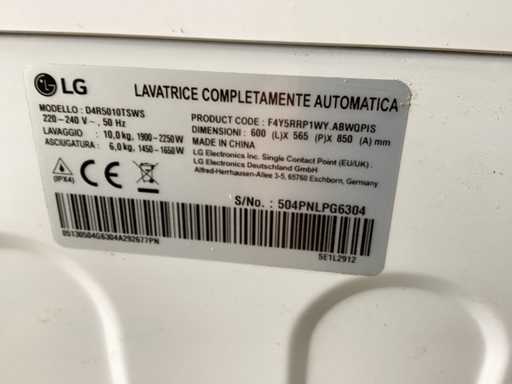 LG
LAVATRICE COMPLETAMENTE AUTOMATICA
MODELLO : D4R5010TSWS
220 - 240 V ~, 50 Hz
LAVAGGIO : 10,0 kg, 1900 - 2250 W
ASCIUGATURA : 6,0 kg, 1450 - 1650 W
PRODUCT CODE : F4Y5RRP1WY.ABWQPIS
DIMENSIONI : 600 (L)X 565 (P)X 850 (A) mm
MADE IN CHINA
LG Electronics Inc. Single Contact Point (EU/UK) :
LG Electronics Deutschland GmbH
Alfred-Herrhausen-Allee 3-5, 65760 Eschborn, Germany
(IPX4)
CE
S/No. : 504PNLPG6304
05130504G6304A292677PN
5E1L2912